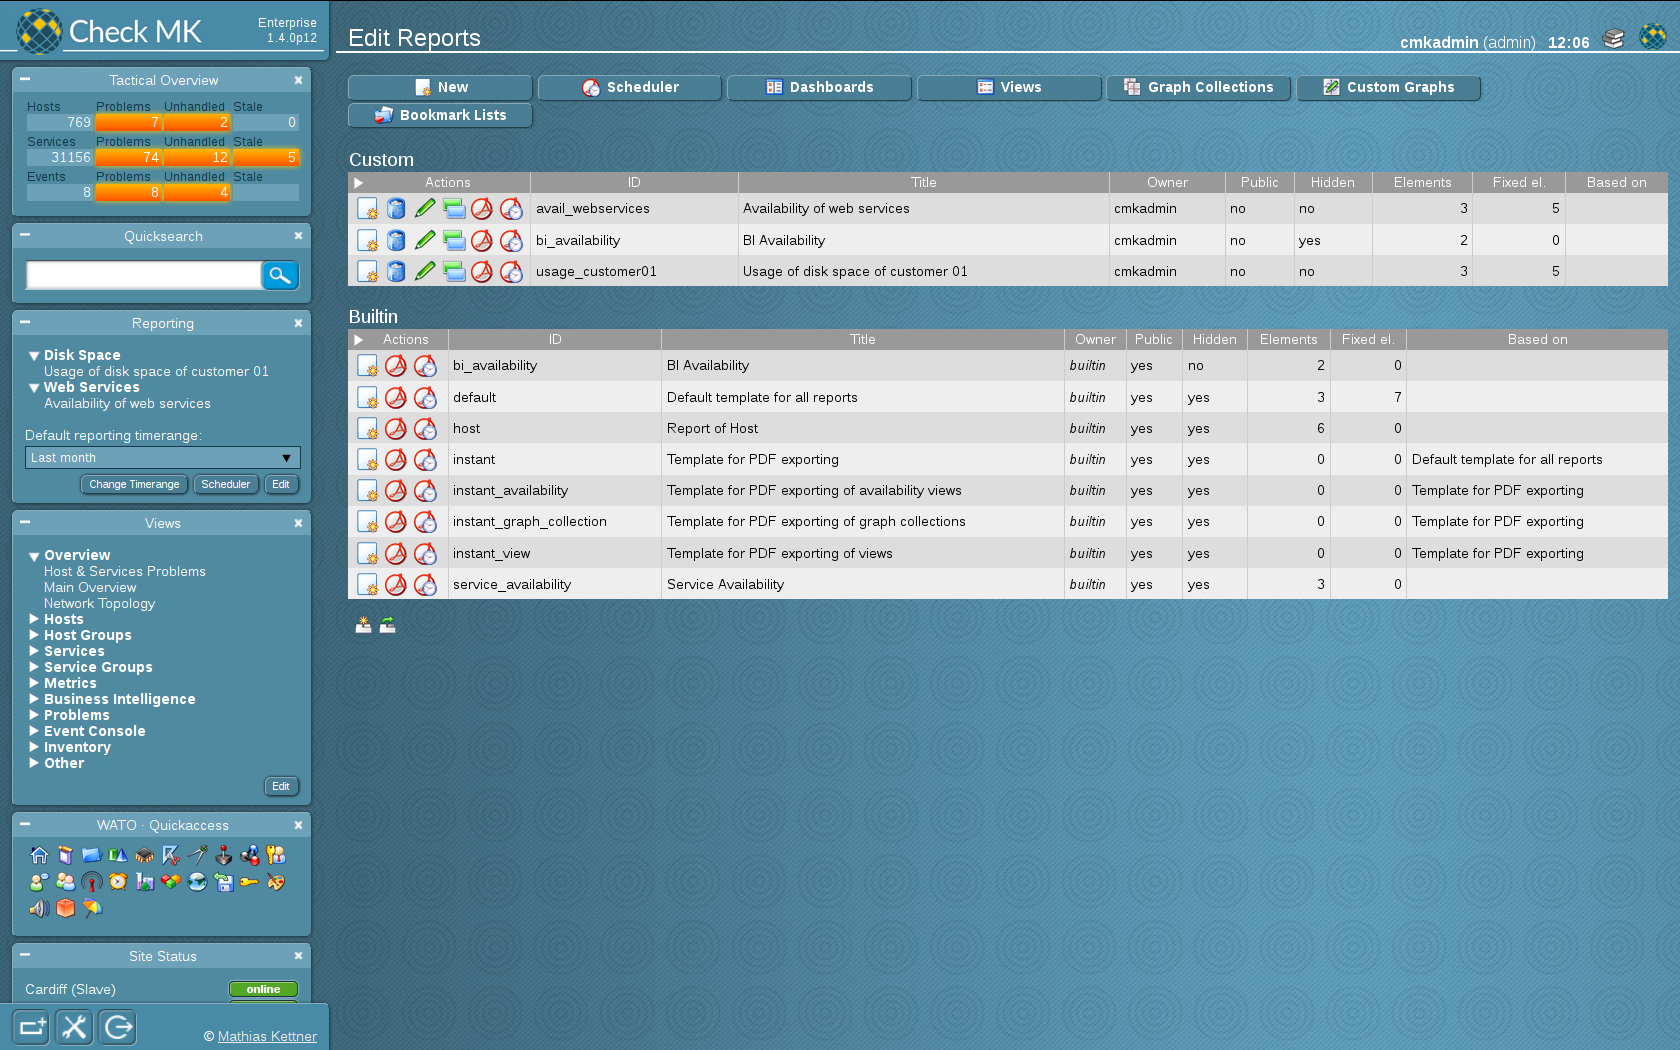 Check MK
Enterprise
1.4.0p12
Edit Reports
cmkadmin (admin) 12:06
Tactical Overview
Hosts Problems Unhandled Stale
769 7 2 0
Services Problems Unhandled Stale
31156 74 12 5
Events Problems Unhandled Stale
8 8 4
Quicksearch
Reporting
Disk Space
Usage of disk space of customer 01
Web Services
Availability of web services
Default reporting timerange:
Last month
Change Timerange Scheduler Edit
Views
Overview
Host & Services Problems
Main Overview
Network Topology
Hosts
Host Groups
Services
Service Groups
Metrics
Business Intelligence
Problems
Event Console
Inventory
Other
Edit
WATO · Quickaccess
Site Status
Cardiff (Slave) online
© Mathias Kettner
New Scheduler Dashboards Views Graph Collections Custom Graphs
Bookmark Lists
Custom
Actions ID Title Owner Public Hidden Elements Fixed el. Based on
avail_webservices Availability of web services cmkadmin no no 3 5
bi_availability BI Availability cmkadmin no yes 2 0
usage_customer01 Usage of disk space of customer 01 cmkadmin no no 3 5
Builtin
Actions ID Title Owner Public Hidden Elements Fixed el. Based on
bi_availability BI Availability builtin yes no 2 0
default Default template for all reports builtin yes yes 3 7
host Report of Host builtin yes yes 6 0
instant Template for PDF exporting builtin yes yes 0 0 Default template for all reports
instant_availability Template for PDF exporting of availability views builtin yes yes 0 0 Template for PDF exporting
instant_graph_collection Template for PDF exporting of graph collections builtin yes yes 0 0 Template for PDF exporting
instant_view Template for PDF exporting of views builtin yes yes 0 0 Template for PDF exporting
service_availability Service Availability builtin yes yes 3 0